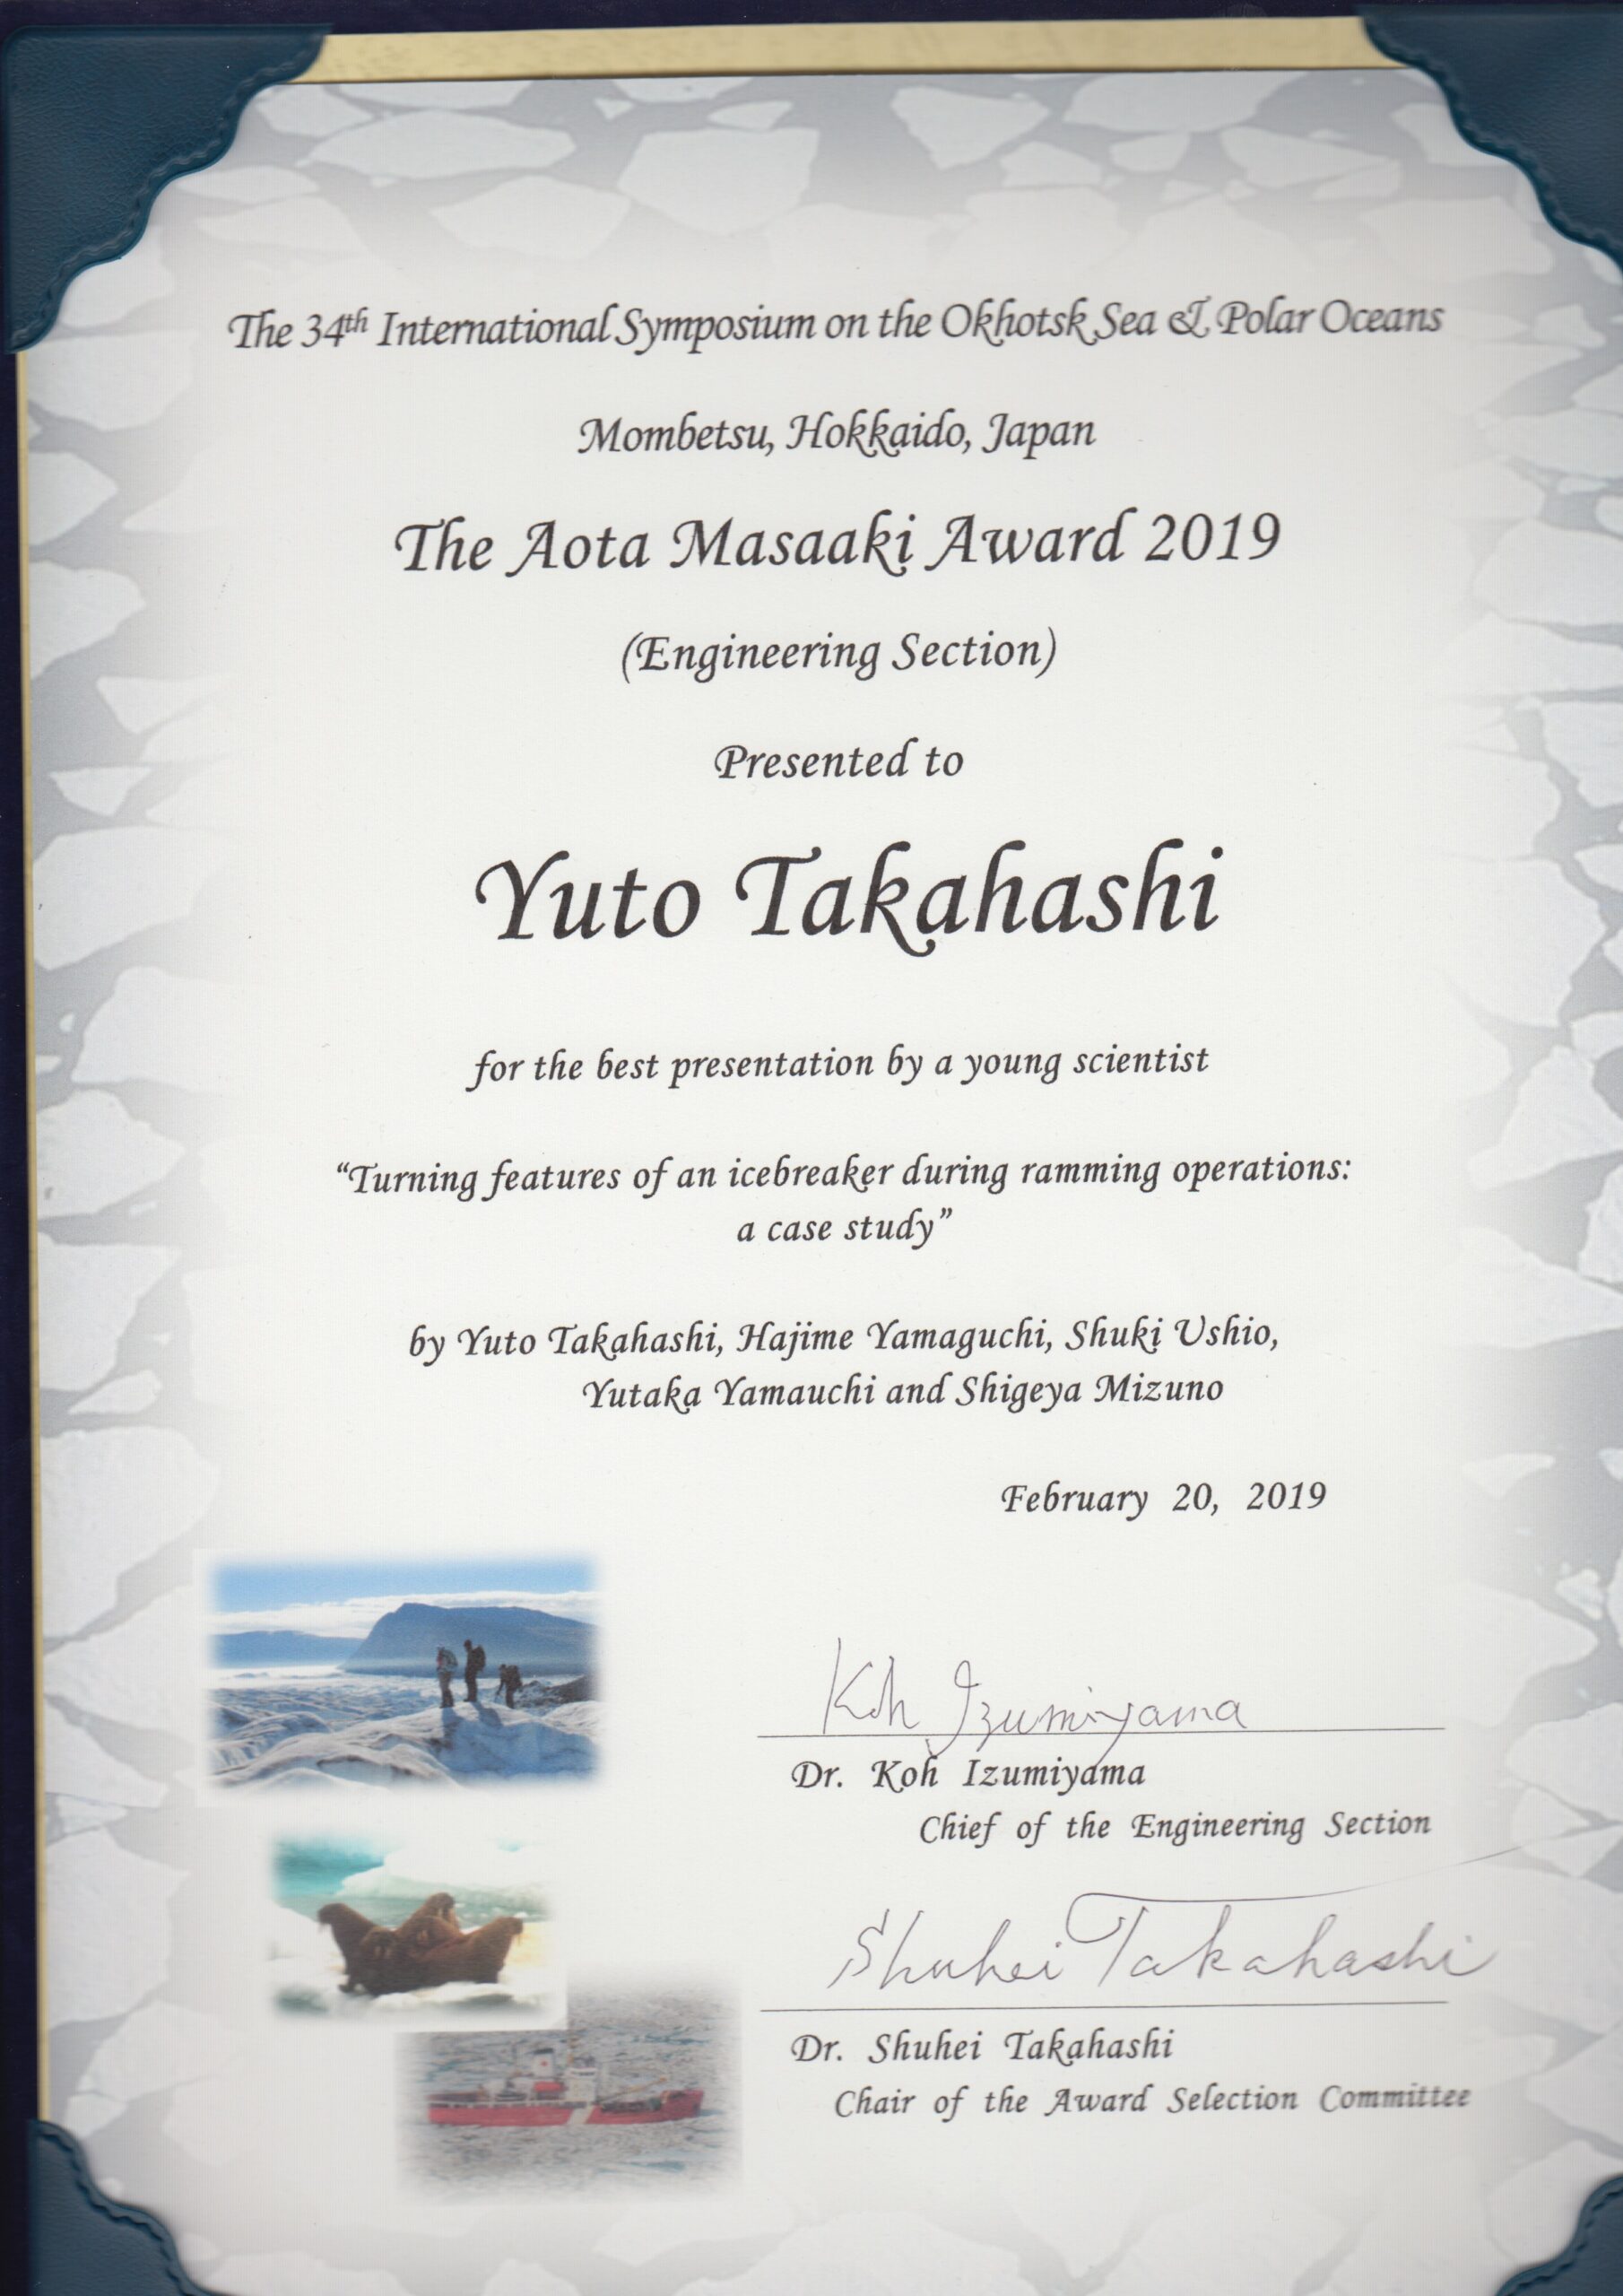 The 34th International Symposium on the Okhotsk Sea & Polar Oceans
Mombetsu, Hokkaido, Japan
The Aota Masaaki Award 2019
(Engineering Section)
Presented to
Yuto Takahashi
for the best presentation by a young scientist
“Turning features of an icebreaker during ramming operations:
a case study”
by Yuto Takahashi, Hajime Yamaguchi, Shuki Ushio,
Yutaka Yamauchi and Shigeya Mizuno
February 20, 2019
Koh Izumiyama
Dr. Koh Izumiyama
Chief of the Engineering Section
Shuhei Takahashi
Dr. Shuhei Takahashi
Chair of the Award Selection Committee